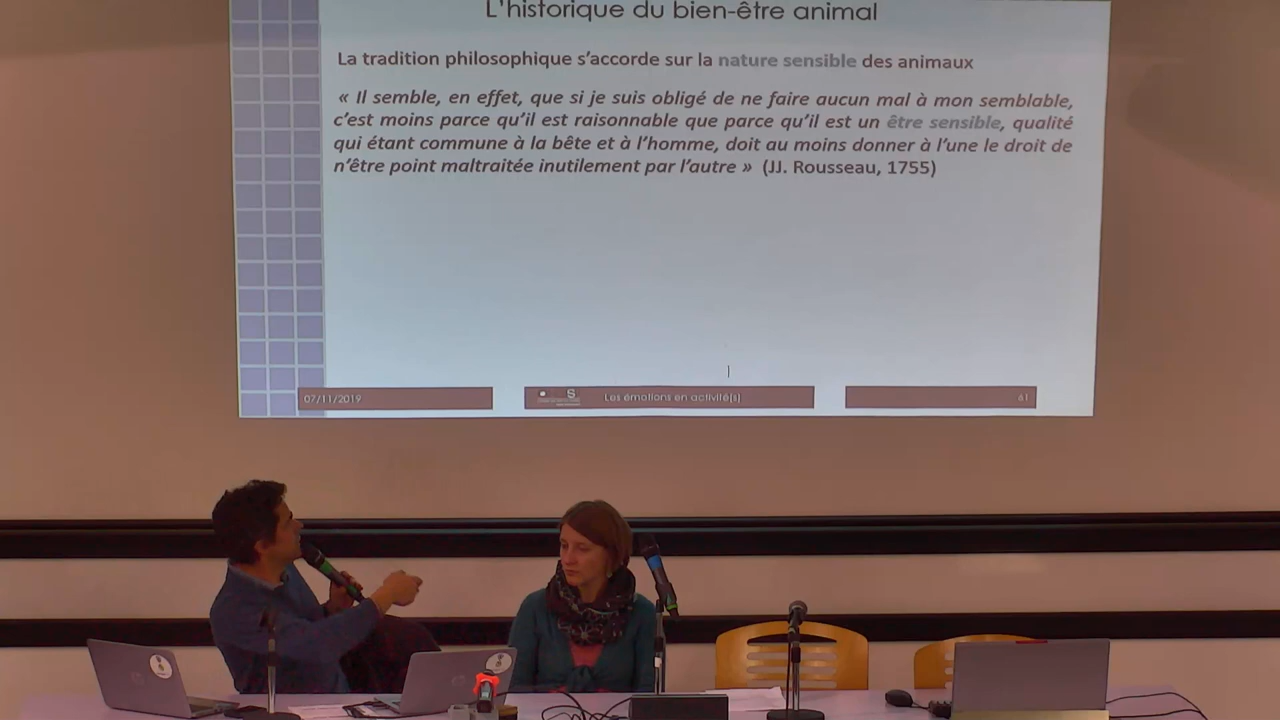 L'historique du bien-être animal
La tradition philosophique s'accorde sur la nature sensible des animaux
« Il semble, en effet, que si je suis obligé de ne faire aucun mal à mon semblable,
c'est moins parce qu'il est raisonnable que parce qu'il est un être sensible, qualité
qui étant commune à la bête et à l'homme, doit au moins donner à l'une le droit de
n'être point maltraitée inutilement par l'autre » (JJ. Rousseau, 1755)
07/11/2019
Les émotions en activité(s)
61